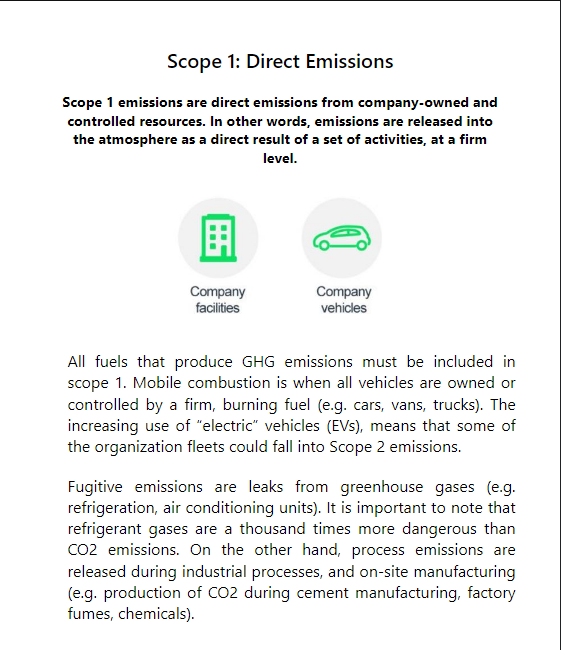 Scope 1: Direct Emissions
Scope 1 emissions are direct emissions from company-owned and
controlled resources. In other words, emissions are released into
the atmosphere as a direct result of a set of activities, at a firm
level.
Company
facilities
Company
vehicles
All fuels that produce GHG emissions must be included in
scope 1. Mobile combustion is when all vehicles are owned or
controlled by a firm, burning fuel (e.g. cars, vans, trucks). The
increasing use of “electric” vehicles (EVs), means that some of
the organization fleets could fall into Scope 2 emissions.
Fugitive emissions are leaks from greenhouse gases (e.g.
refrigeration, air conditioning units). It is important to note that
refrigerant gases are a thousand times more dangerous than
CO2 emissions. On the other hand, process emissions are
released during industrial processes, and on-site manufacturing
(e.g. production of CO2 during cement manufacturing, factory
fumes, chemicals).